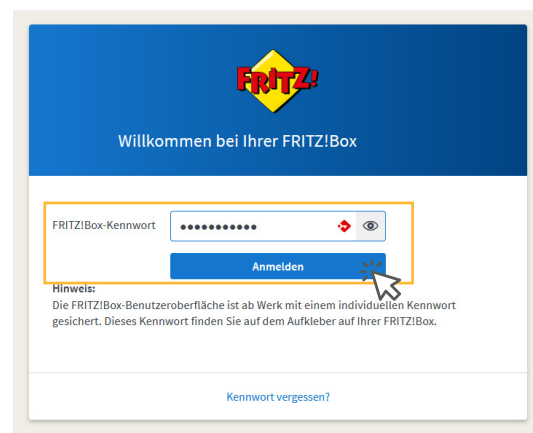 FRITZ!
Willkommen bei Ihrer FRITZ!Box
FRITZ!Box-Kennwort
Anmelden
Hinweis:
Die FRITZ!Box-Benutzeroberfläche ist ab Werk mit einem individuellen Kennwort
gesichert. Dieses Kennwort finden Sie auf dem Aufkleber auf Ihrer FRITZ!Box.
Kennwort vergessen?